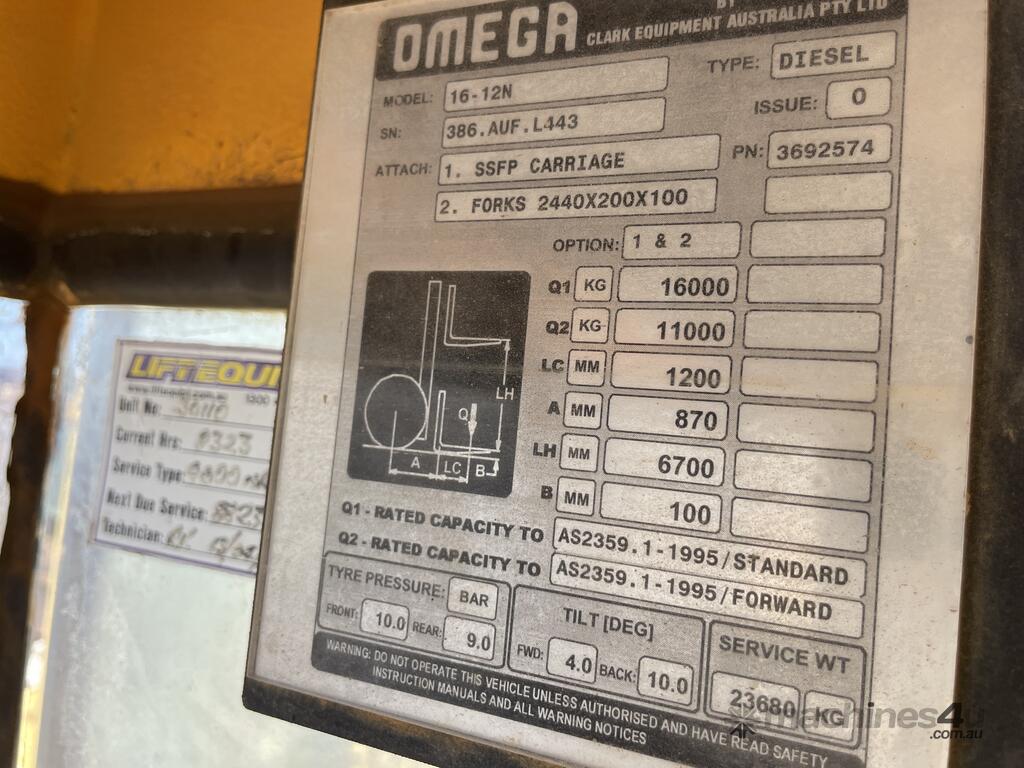 OMEGA
BY
CLARK EQUIPMENT AUSTRALIA PTY LTD
MODEL: 16-12N
TYPE: DIESEL
SN: 386.AUF.L443
ISSUE: 0
ATTACH: 1. SSFP CARRIAGE
PN: 3692574
2. FORKS 2440X200X100
OPTION: 1 & 2
Q1 KG 16000
Q2 KG 11000
LC MM 1200
A MM 870
LH MM 6700
B MM 100
LH
Q
A LC B
Q1 - RATED CAPACITY TO AS2359.1-1995/STANDARD
Q2 - RATED CAPACITY TO AS2359.1-1995/FORWARD
TYRE PRESSURE: BAR
FRONT: 10.0 REAR: 9.0
TILT [DEG]
FWD: 4.0 BACK: 10.0
SERVICE WT
23680 KG
WARNING: DO NOT OPERATE THIS VEHICLE UNLESS AUTHORISED AND HAVE READ SAFETY
INSTRUCTION MANUALS AND ALL WARNING NOTICES
LIFT EQUI
1300
Unit No:
Current Hrs:
Service Type:
Next Due Service:
Technician:
machines4u
.com.au